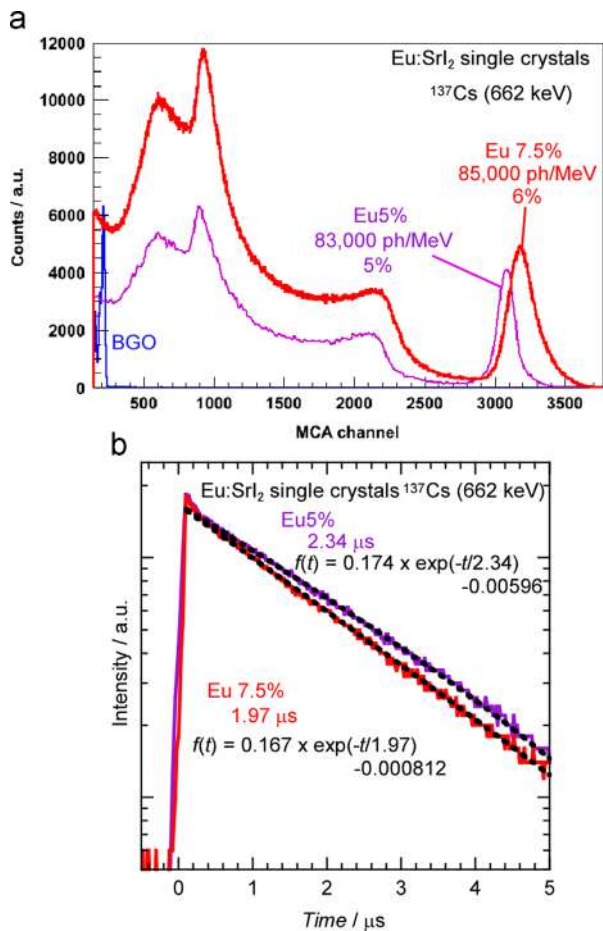 a
12000
10000
8000
6000
4000
2000
0
Counts / a.u.
Eu:SrI₂ single crystals
¹³⁷Cs (662 keV)
Eu 7.5%
85,000 ph/MeV
6%
Eu5%
83,000 ph/MeV
5%
BGO
500 1000 1500 2000 2500 3000 3500
MCA channel
b
Eu:SrI₂ single crystals ¹³⁷Cs (662 keV)
Eu5%
2.34 μs
f(t) = 0.174 x exp(-t/2.34)
-0.00596
Intensity / a.u.
Eu 7.5%
1.97 μs
f(t) = 0.167 x exp(-t/1.97)
-0.000812
0 1 2 3 4 5
Time / μs